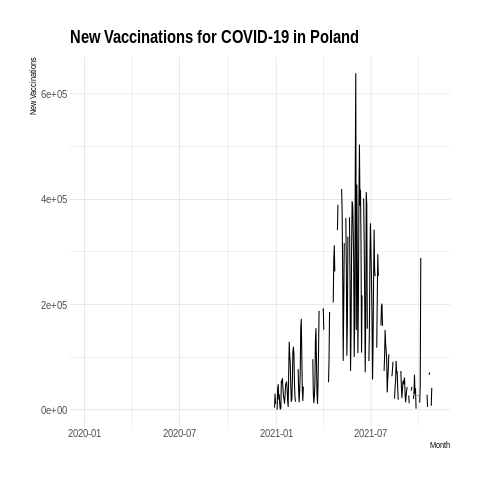 New Vaccinations for COVID-19 in Poland
New Vaccinations
6e+05
4e+05
2e+05
0e+00
2020-01 2020-07 2021-01 2021-07
Month